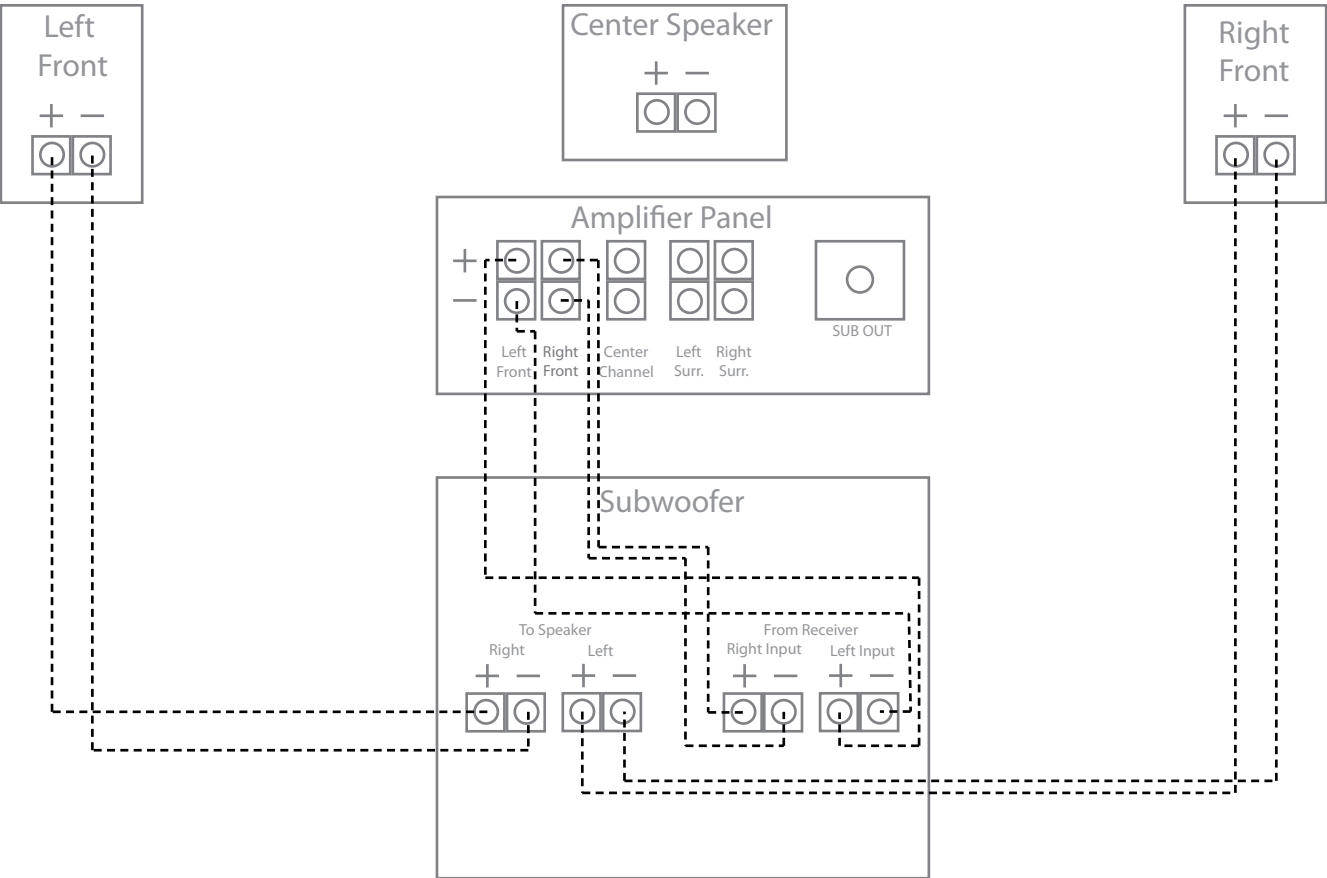 Left
Front
+ −
Center Speaker
+ −
Right
Front
+ −
Amplifier Panel
+
−
SUB OUT
Left Right Center Left Right
Front Front Channel Surr. Surr.
Subwoofer
To Speaker From Receiver
Right Left Right Input Left Input
+ − + − + − + −